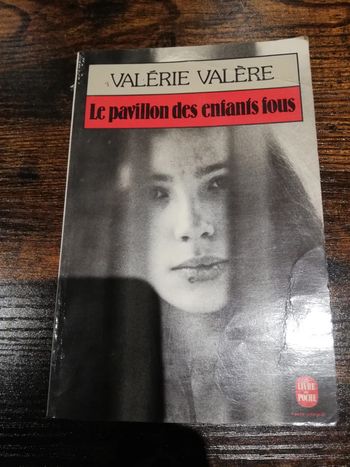 VALÉRIE VALÈRE
Le pavillon des enfants fous
LE LIVRE
DE
POCHE